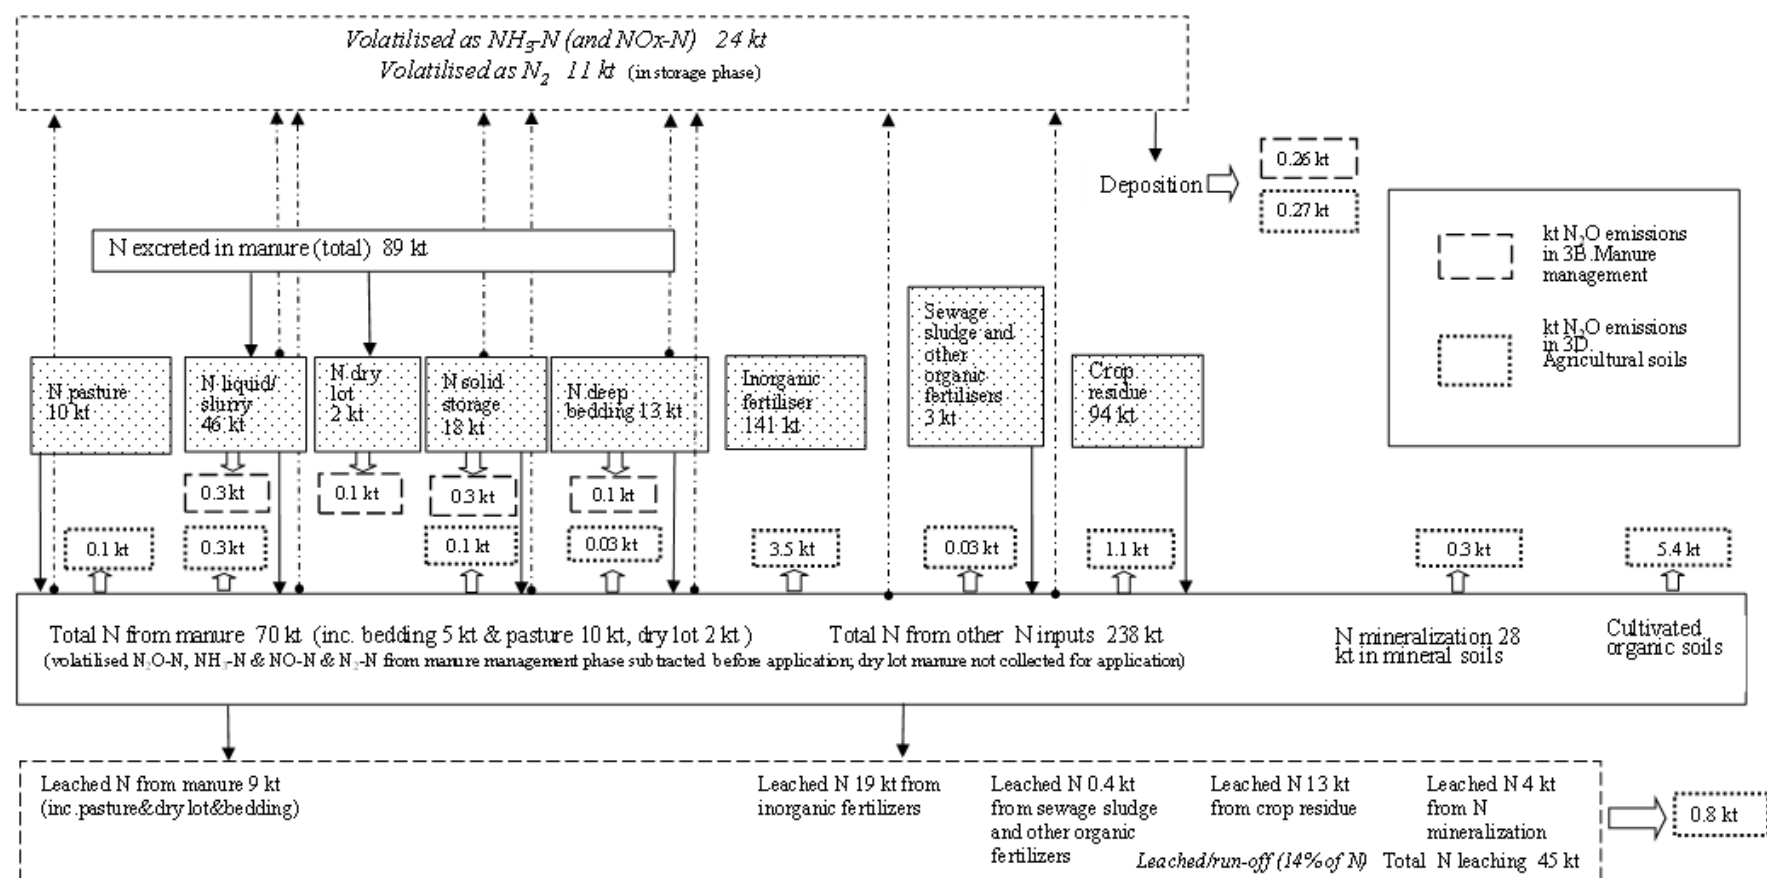 Volatilised as NH3-N (and NOx-N) 24 kt
Volatilised as N2 11 kt (in storage phase)
Deposition
0.26 kt
0.27 kt
kt N2O emissions
in 3B.Manure
management
kt N2O emissions
in 3D.
Agricultural soils
N excreted in manure (total) 89 kt
N pasture
10 kt
N liquid/
slurry
46 kt
N dry
lot
2 kt
N solid
storage
18 kt
N deep
bedding 13 kt
Inorganic
fertiliser
141 kt
Sewage
sludge and
other
organic
fertilisers
3 kt
Crop
residue
94 kt
0.3 kt
0.1 kt
0.3 kt
0.1 kt
0.1 kt
0.3 kt
0.1 kt
0.03 kt
3.5 kt
0.03 kt
1.1 kt
0.3 kt
5.4 kt
Total N from manure 70 kt (inc. bedding 5 kt & pasture 10 kt, dry lot 2 kt )
(volatilised N2O-N, NH3-N & NO-N & N2-N from manure management phase subtracted before application; dry lot manure not collected for application)
Total N from other N inputs 238 kt
N mineralization 28
kt in mineral soils
Cultivated
organic soils
Leached N from manure 9 kt
(inc.pasture&dry lot&bedding)
Leached N 19 kt from
inorganic fertilizers
Leached N 0.4 kt
from sewage sludge
and other organic
fertilizers
Leached N 13 kt
from crop residue
Leached N 4 kt
from N
mineralization
Leached/run-off (14% of N) Total N leaching 45 kt
0.8 kt